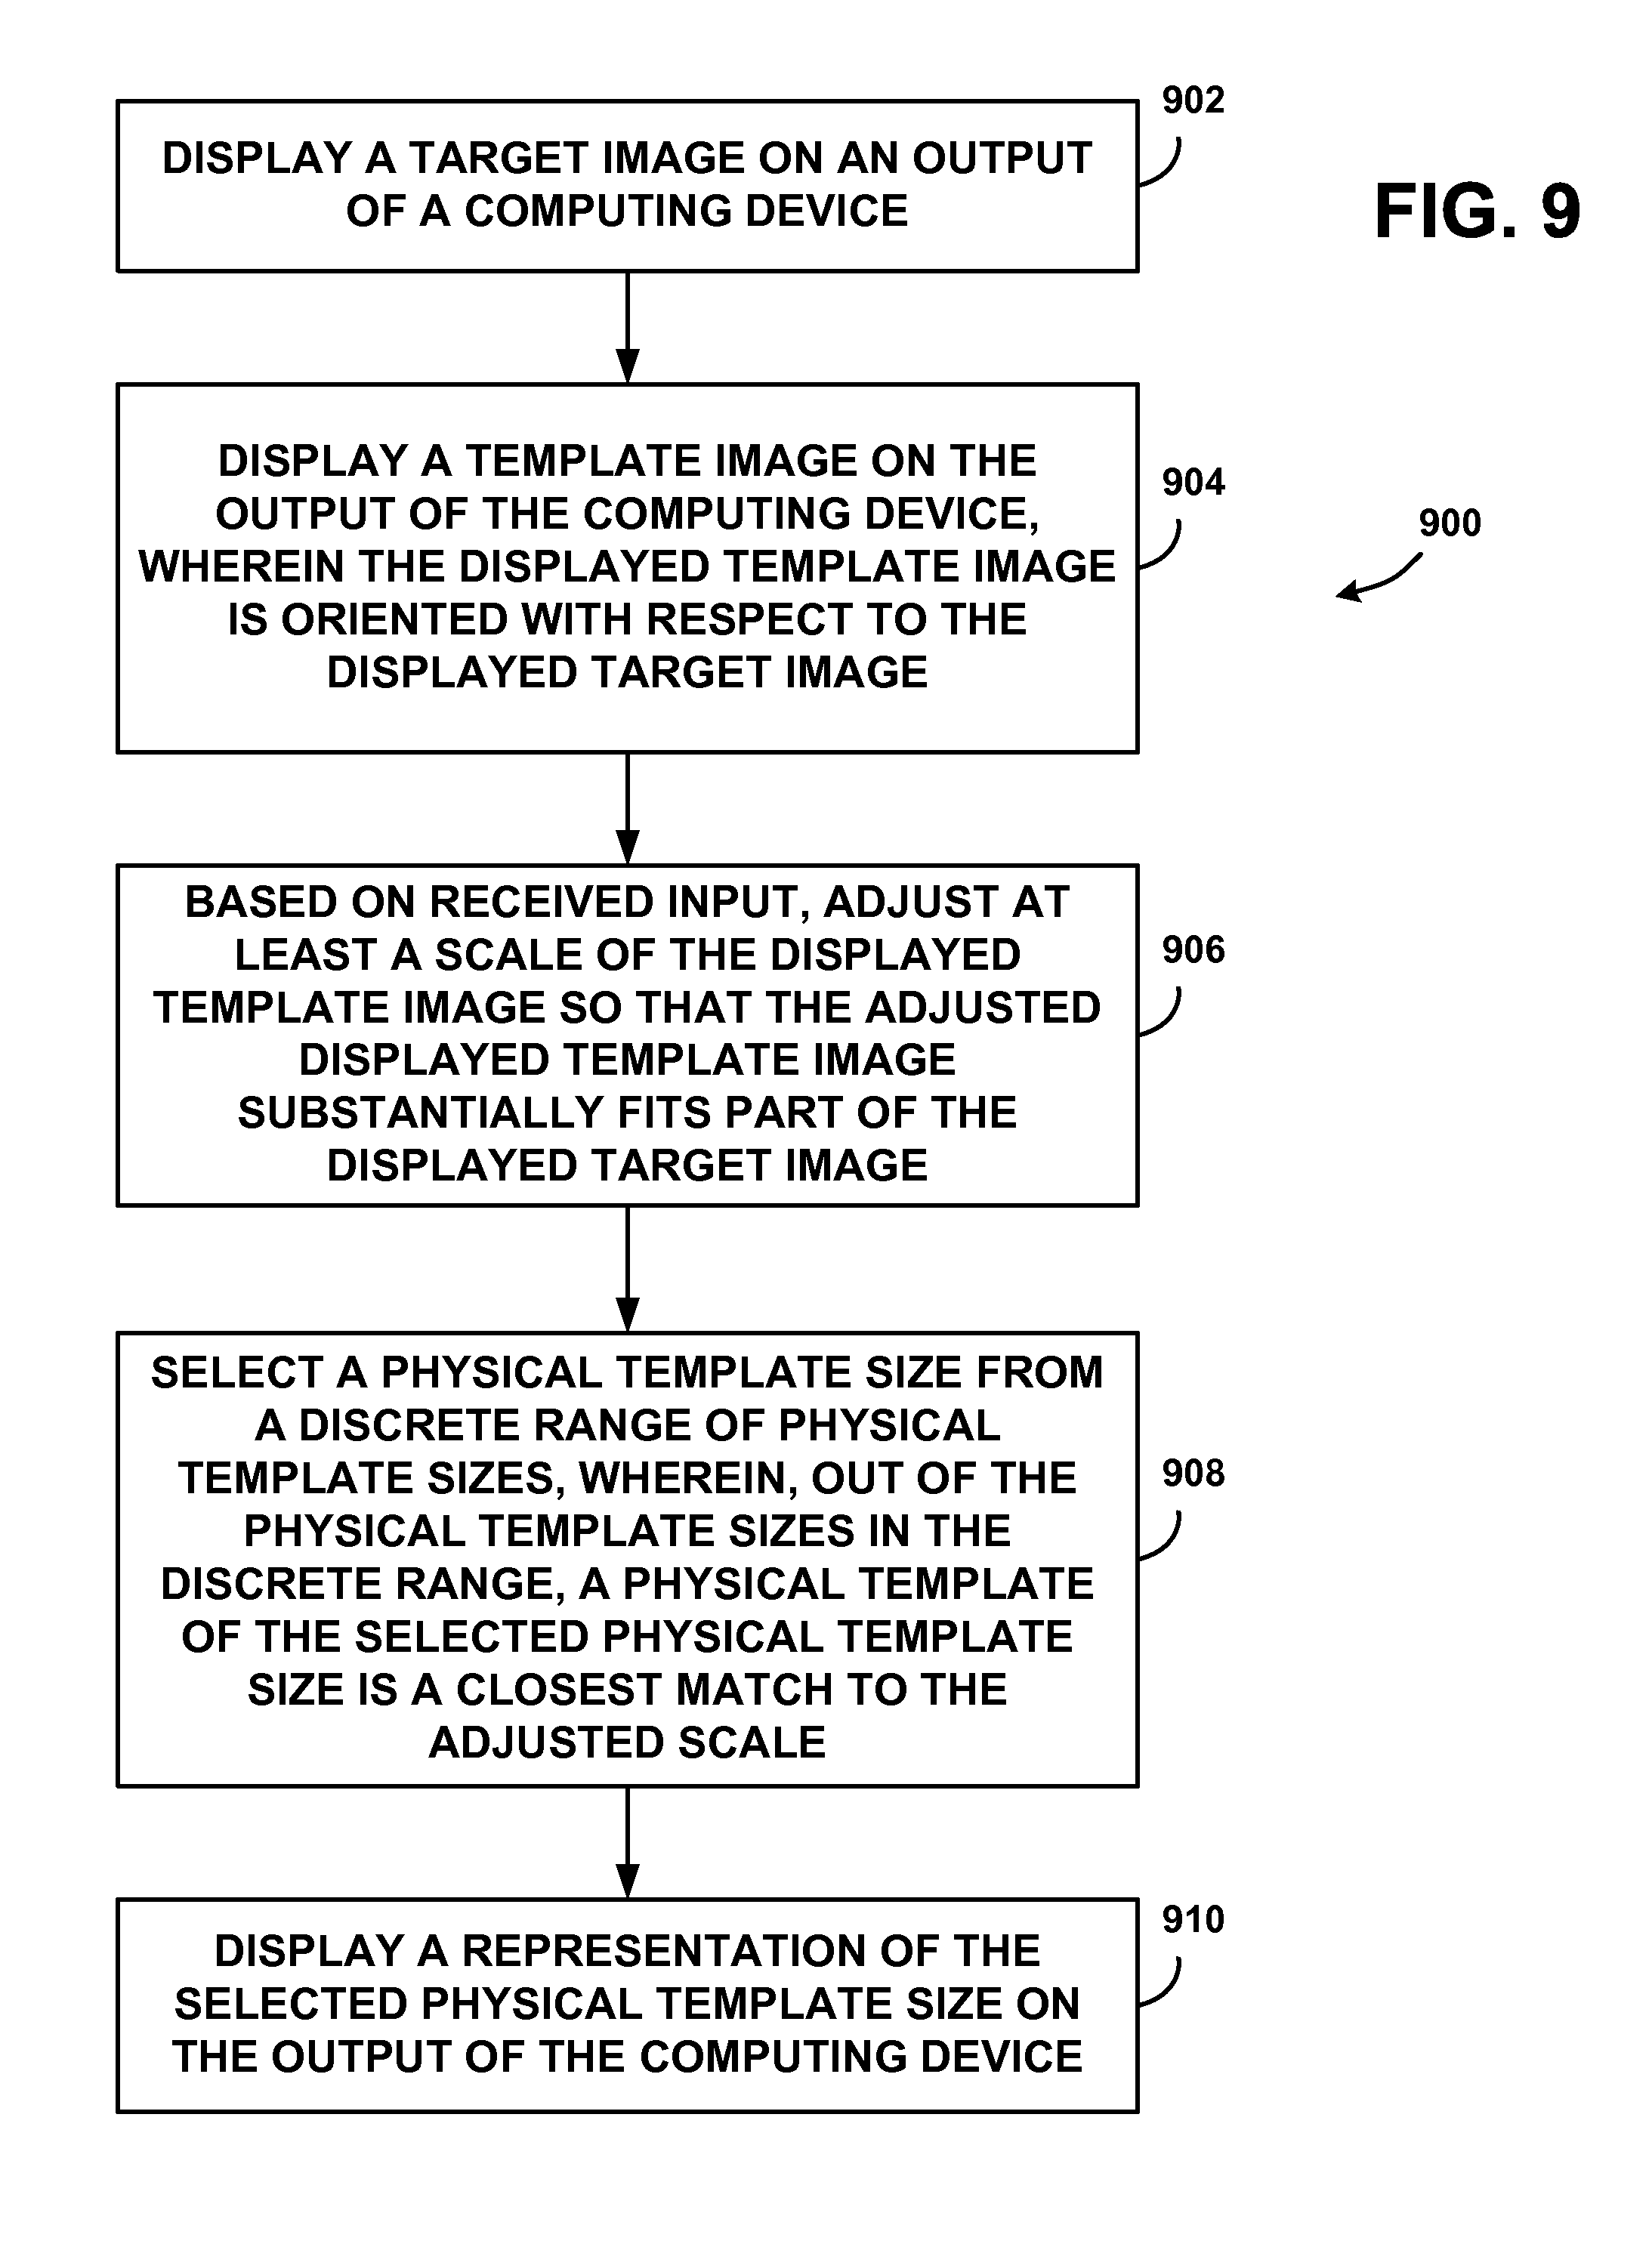 902
DISPLAY A TARGET IMAGE ON AN OUTPUT
OF A COMPUTING DEVICE
FIG. 9
DISPLAY A TEMPLATE IMAGE ON THE
OUTPUT OF THE COMPUTING DEVICE,
WHEREIN THE DISPLAYED TEMPLATE IMAGE
IS ORIENTED WITH RESPECT TO THE
DISPLAYED TARGET IMAGE
904
900
BASED ON RECEIVED INPUT, ADJUST AT
LEAST A SCALE OF THE DISPLAYED
TEMPLATE IMAGE SO THAT THE ADJUSTED
DISPLAYED TEMPLATE IMAGE
SUBSTANTIALLY FITS PART OF THE
DISPLAYED TARGET IMAGE
906
SELECT A PHYSICAL TEMPLATE SIZE FROM
A DISCRETE RANGE OF PHYSICAL
TEMPLATE SIZES, WHEREIN, OUT OF THE
PHYSICAL TEMPLATE SIZES IN THE
DISCRETE RANGE, A PHYSICAL TEMPLATE
OF THE SELECTED PHYSICAL TEMPLATE
SIZE IS A CLOSEST MATCH TO THE
ADJUSTED SCALE
908
DISPLAY A REPRESENTATION OF THE
SELECTED PHYSICAL TEMPLATE SIZE ON
THE OUTPUT OF THE COMPUTING DEVICE
910